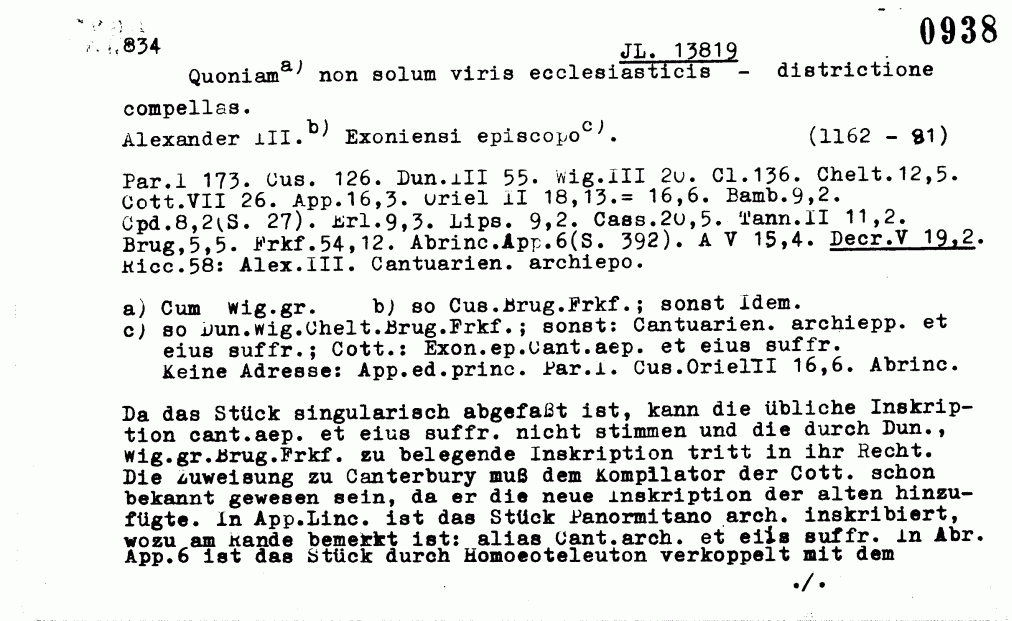 0938
834
JL. 13819
Quoniam a) non solum viris ecclesiasticis - districtione
compellas.
Alexander III. b) Exoniensi episcopo c). (1162 - 81)
Par.1 173. Cus. 126. Dun.III 55. Wig.III 20. Cl.136. Chelt.12,5.
Cott.VII 26. App.16,3. Oriel II 18,13.= 16,6. Bamb.9,2.
Cpd.8,2(S. 27). Erl.9,3. Lips. 9,2. Cass.20,5. Tann.II 11,2.
Brug,5,5. Frkf.54,12. Abrinc.App.6(S. 392). A V 15,4. Decr.V 19,2.
Ricc.58: Alex.III. Cantuarien. archiepo.
a) Cum Wig.gr. b) so Cus.Brug.Frkf.; sonst Idem.
c) so Dun.Wig.Chelt.Brug.Frkf.; sonst: Cantuarien. archiepp. et
eius suffr.; Cott.: Exon.ep.Cant.aep. et eius suffr.
Keine Adresse: App.ed.princ. Par.I. Cus.OrielII 16,6. Abrinc.
Da das Stück singularisch abgefaßt ist, kann die übliche Inskrip-
tion cant.aep. et eius suffr. nicht stimmen und die durch Dun.,
Wig.gr.Brug.Frkf. zu belegende Inskription tritt in ihr Recht.
Die Zuweisung zu Canterbury muß dem Kompilator der Cott. schon
bekannt gewesen sein, da er die neue Inskription der alten hinzu-
fügte. In App.Linc. ist das Stück Panormitano arch. inskribiert,
wozu am Rande bemerkt ist: alias Cant.arch. et eiis suffr. In Abr.
App.6 ist das Stück durch Homoeoteleuton verkoppelt mit dem
./.